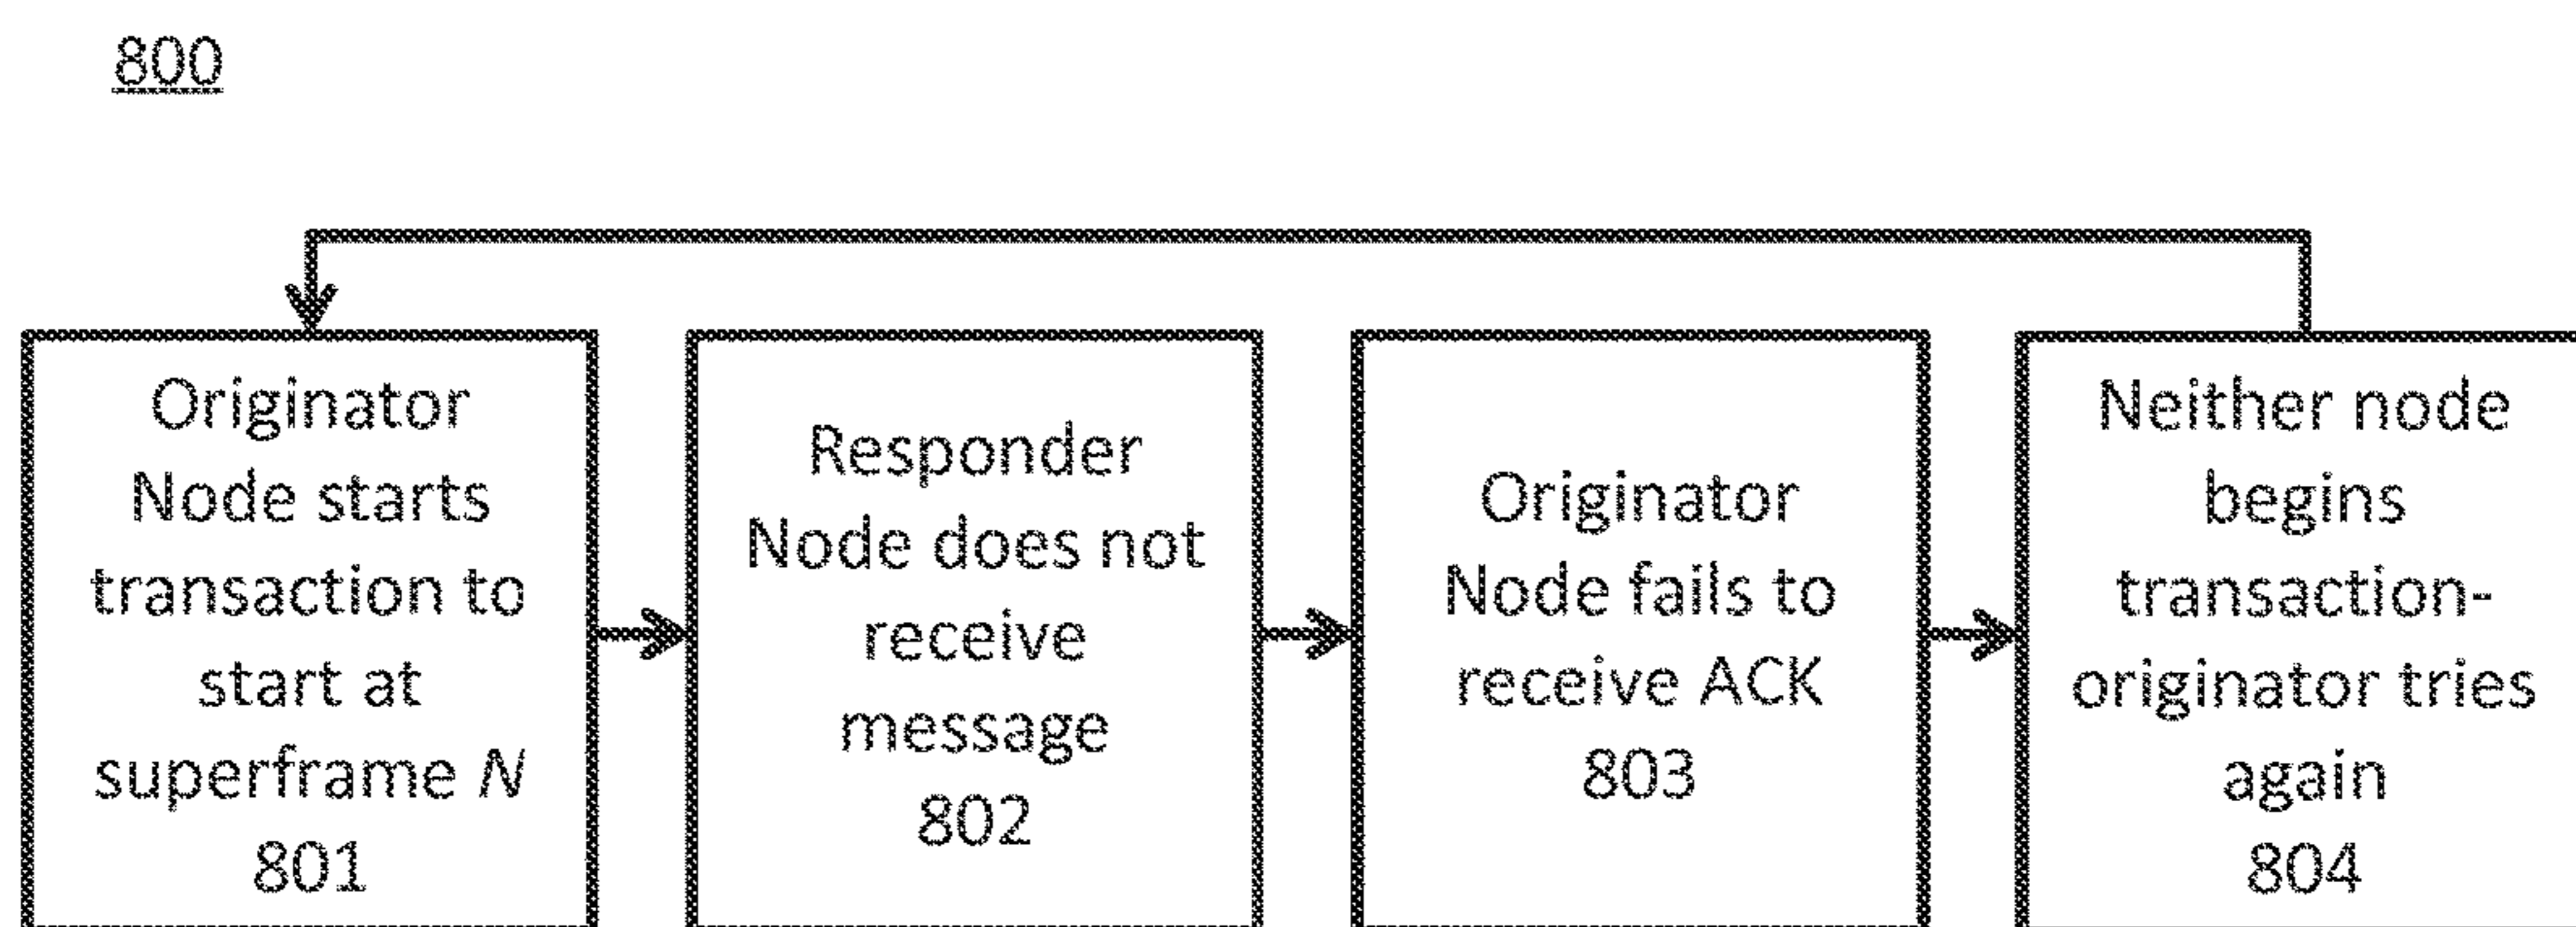 800
Originator
Node starts
transaction to
start at
superframe N
801
Responder
Node does not
receive
message
802
Originator
Node fails to
receive ACK
803
Neither node
begins
transaction-
originator tries
again
804